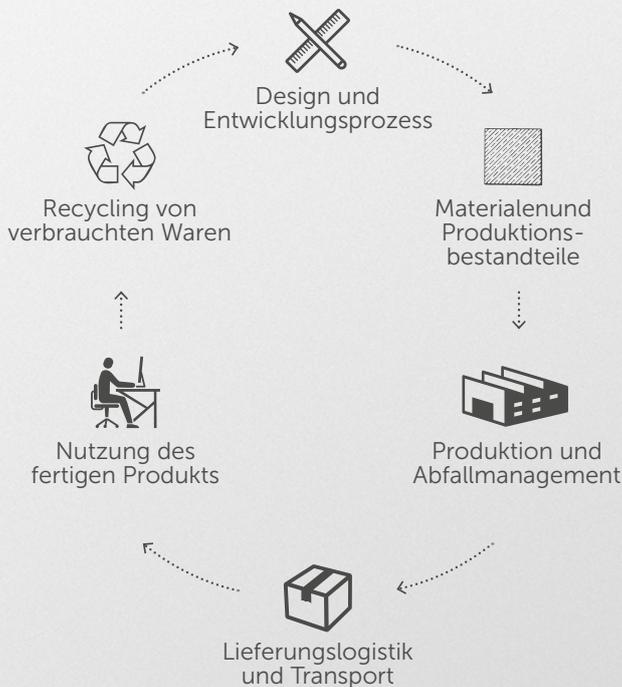 Design und
Entwicklungsprozess
Materialenund
Produktions-
bestandteile
Produktion und
Abfallmanagement
Lieferungslogistik
und Transport
Nutzung des
fertigen Produkts
Recycling von
verbrauchten Waren